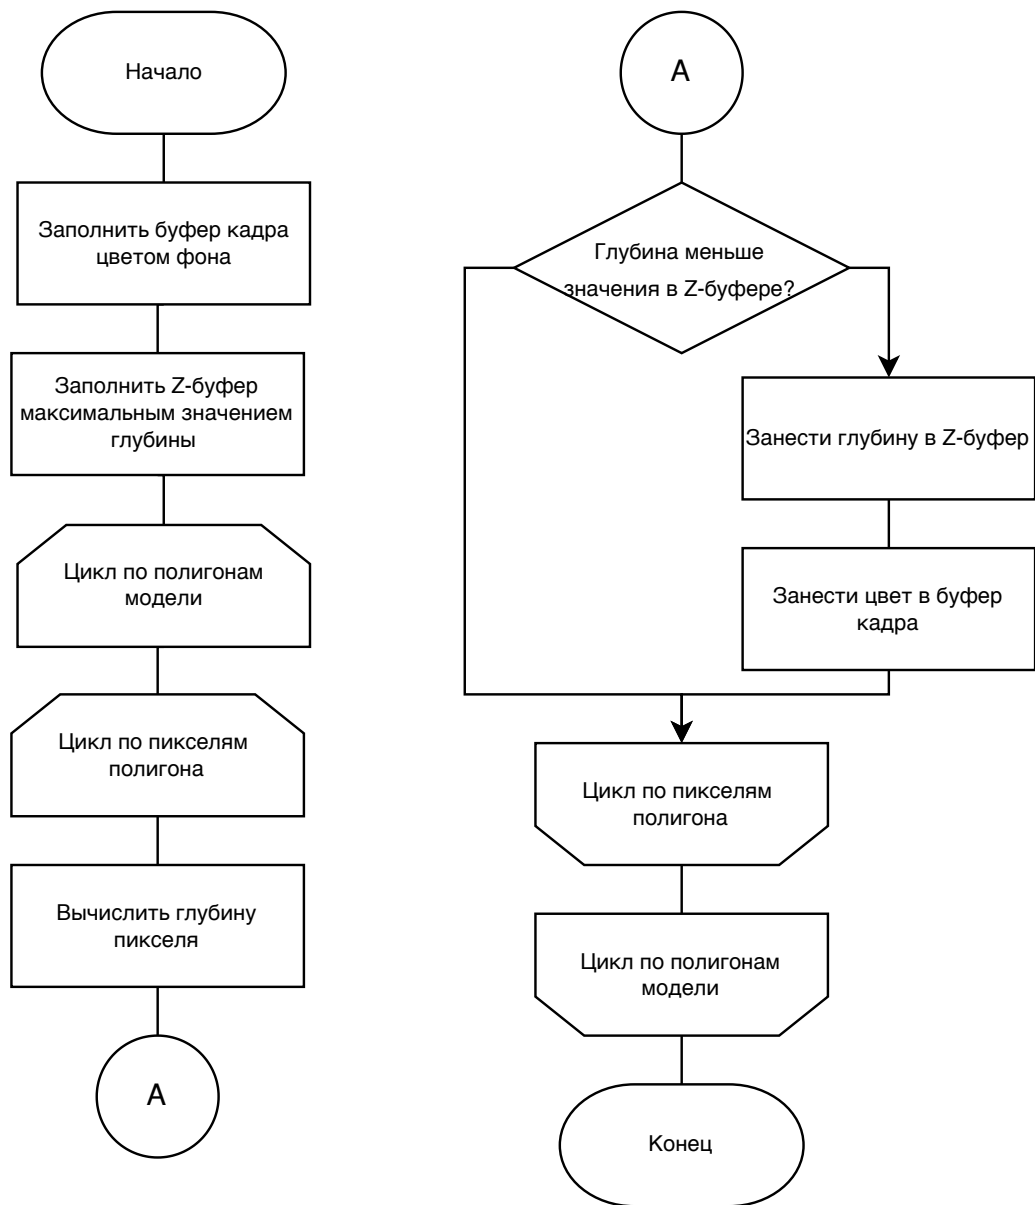 Начало
Заполнить буфер кадра
цветом фона
Заполнить Z-буфер
максимальным значением
глубины
Цикл по полигонам
модели
Цикл по пикселям
полигона
Вычислить глубину
пикселя
А
А
Глубина меньше
значения в Z-буфере?
Занести глубину в Z-буфер
Занести цвет в буфер
кадра
Цикл по пикселям
полигона
Цикл по полигонам
модели
Конец